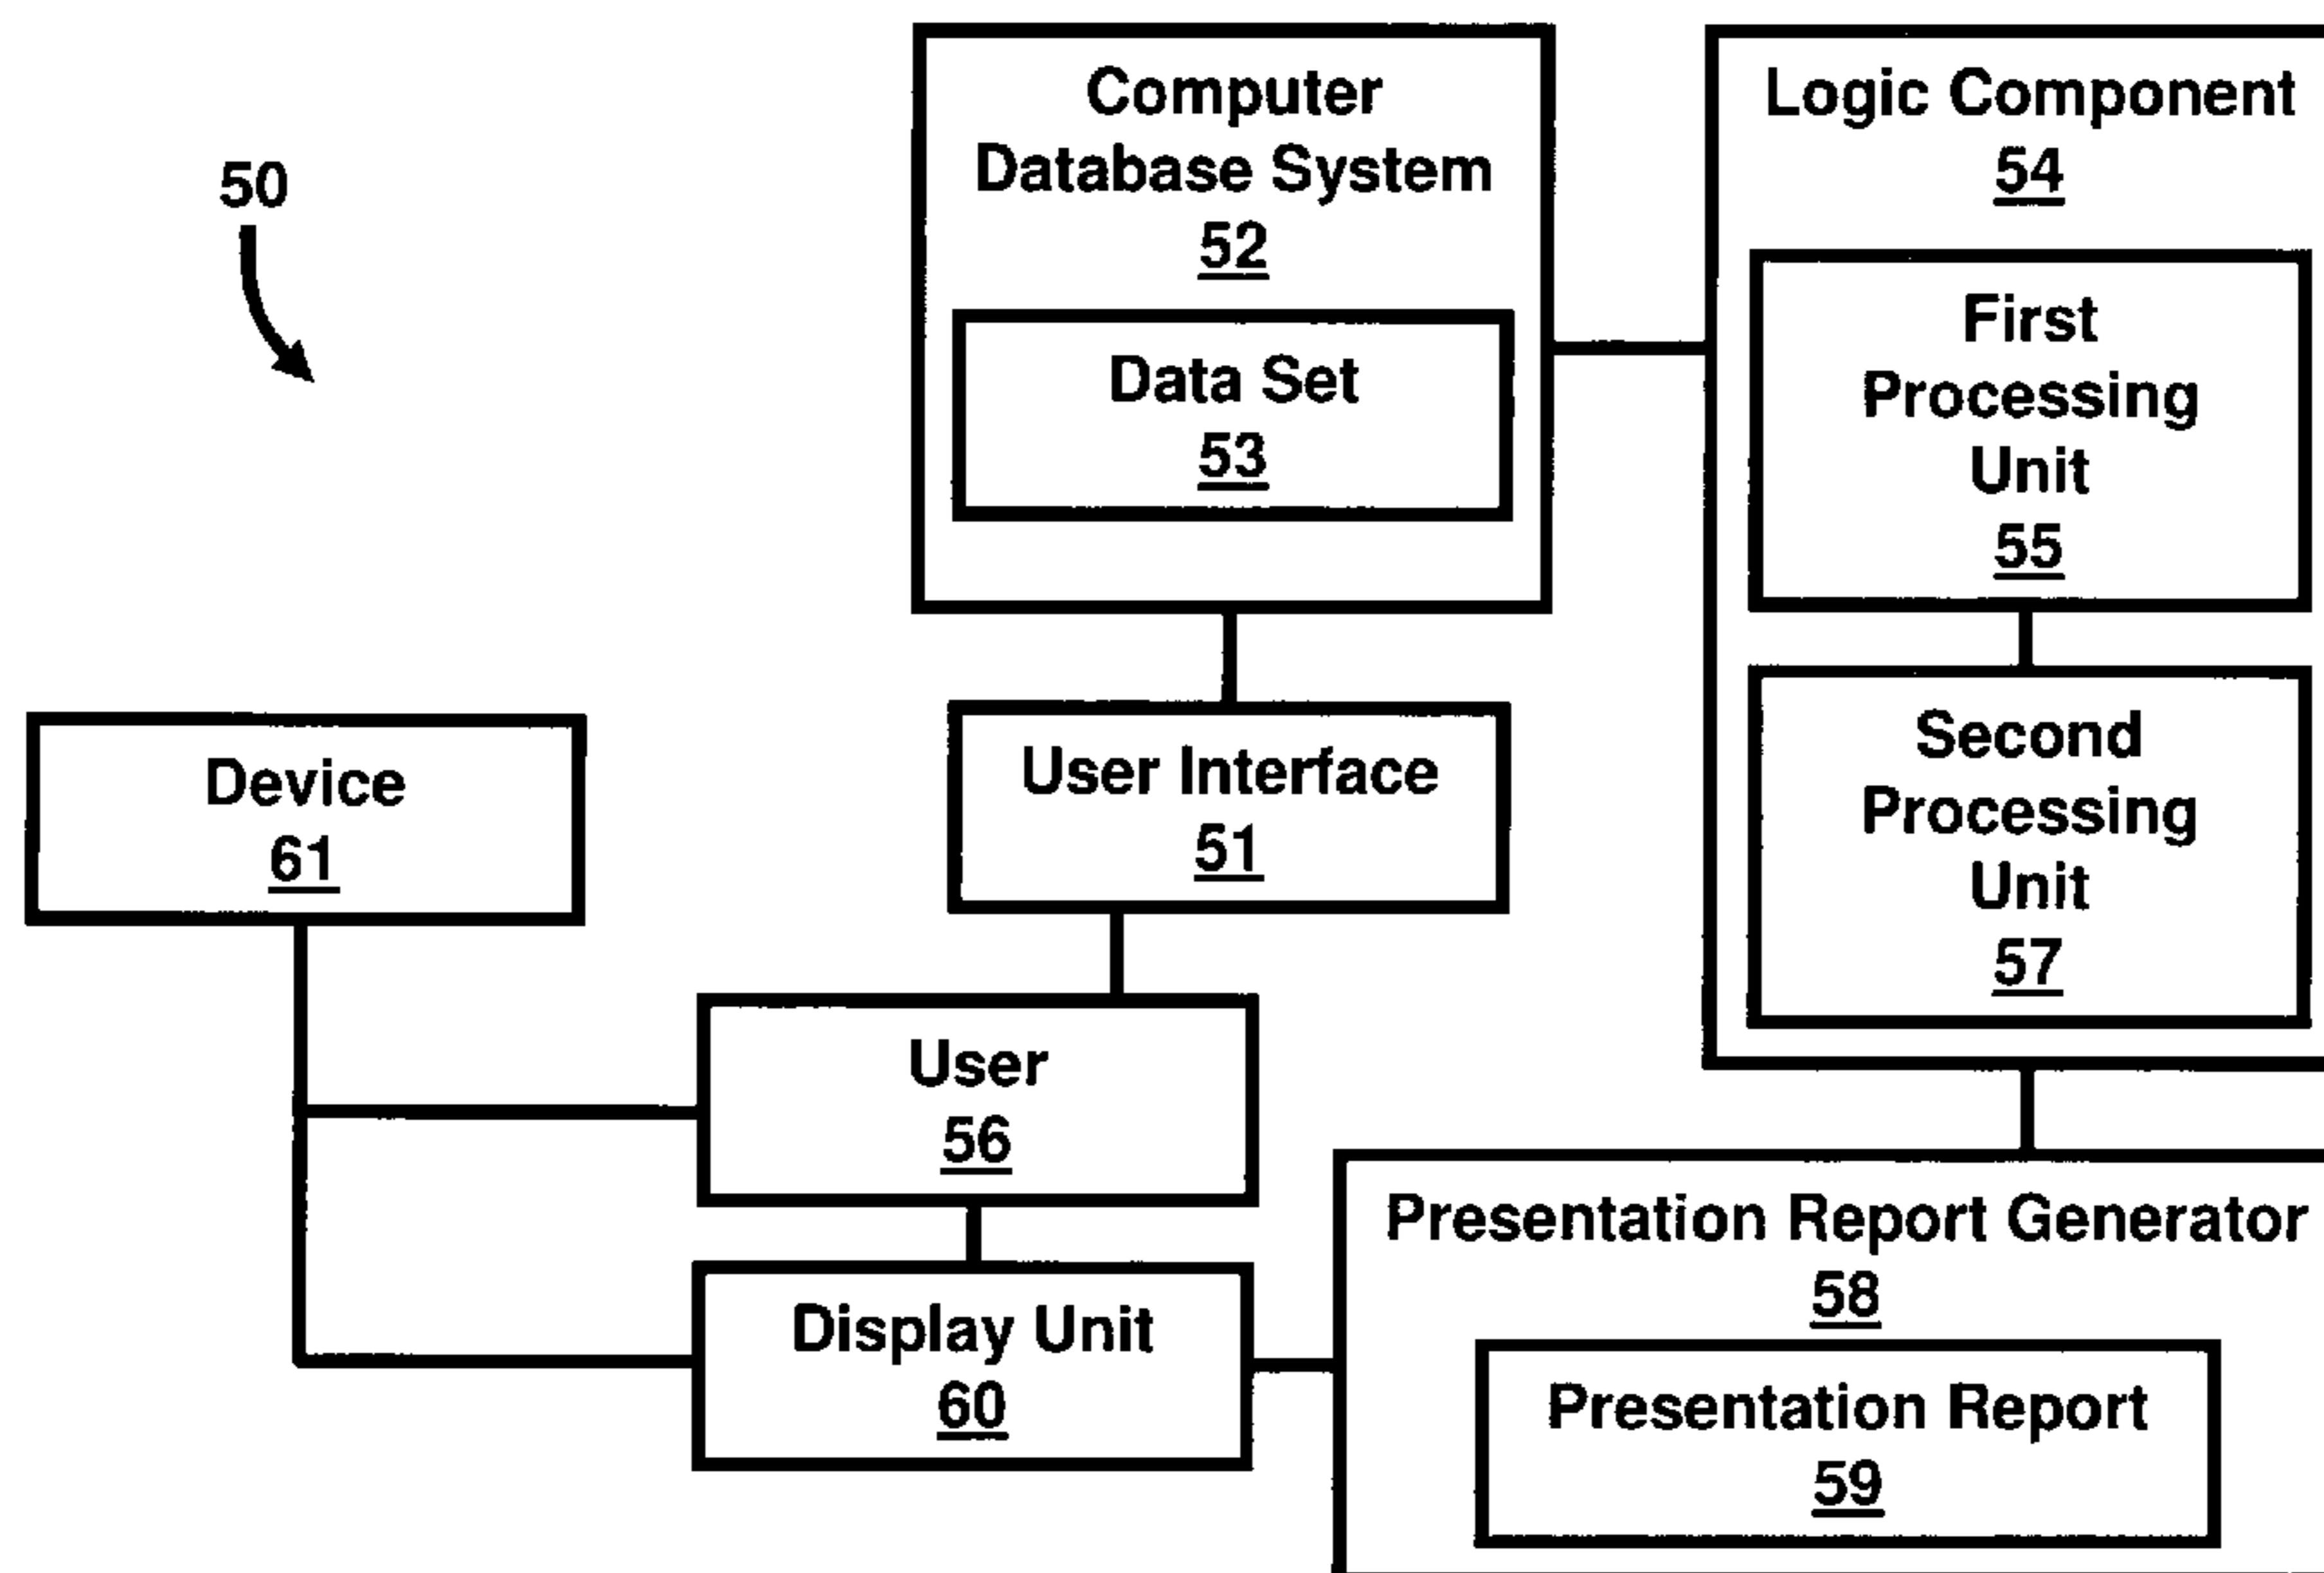 50
Computer
Database System
52
Data Set
53
Logic Component
54
First
Processing
Unit
55
Second
Processing
Unit
57
User Interface
51
Device
61
User
56
Display Unit
60
Presentation Report Generator
58
Presentation Report
59